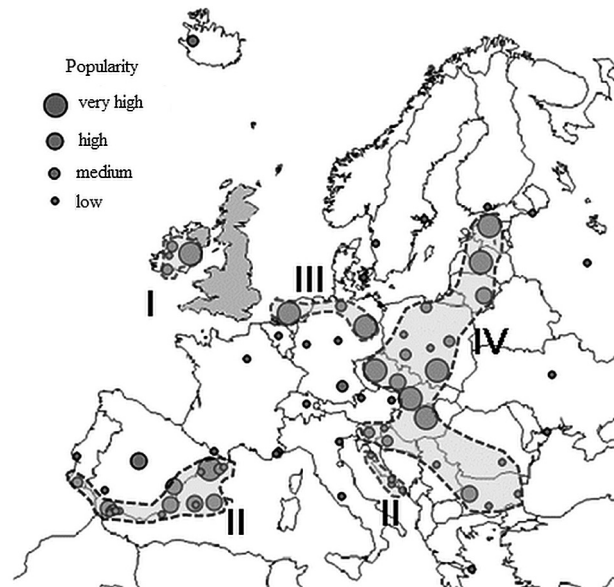 Popularity
very high
high
medium
low
III
I
IV
II
II